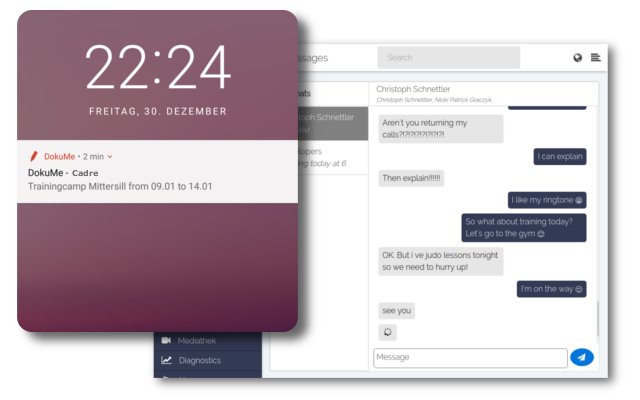 22:24
FREITAG, 30. DEZEMBER
DokuMe • 2 min
DokuMe - Cadre
Trainingcamp Mittersill from 09.01 to 14.01
ssages
Search
hats
toph Schnettler
ou
lopers
ng today at 6
Mediathek
Diagnostics
Christoph Schnettler
Christoph Schnettler, Nicki Patrick Graczyk,
Aren't you returning my
calls?!?!?!?!?!?!?!
I can explain
Then explain!!!!!!
I like my ringtone 😁
So what about training today?
Let's go to the gym 😊
OK. But i ve judo lessons tonight
so we need to hurry up!
I'm on the way 😊
see you
Message